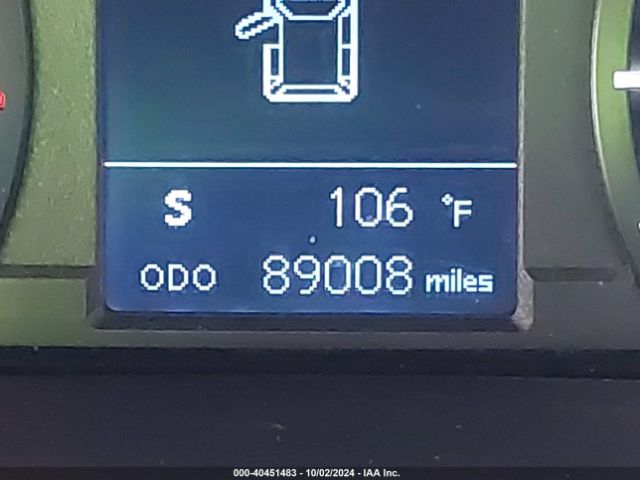 S 106 °F
ODO 89008 miles
000-40451483 - 10/02/2024 - IAA Inc.